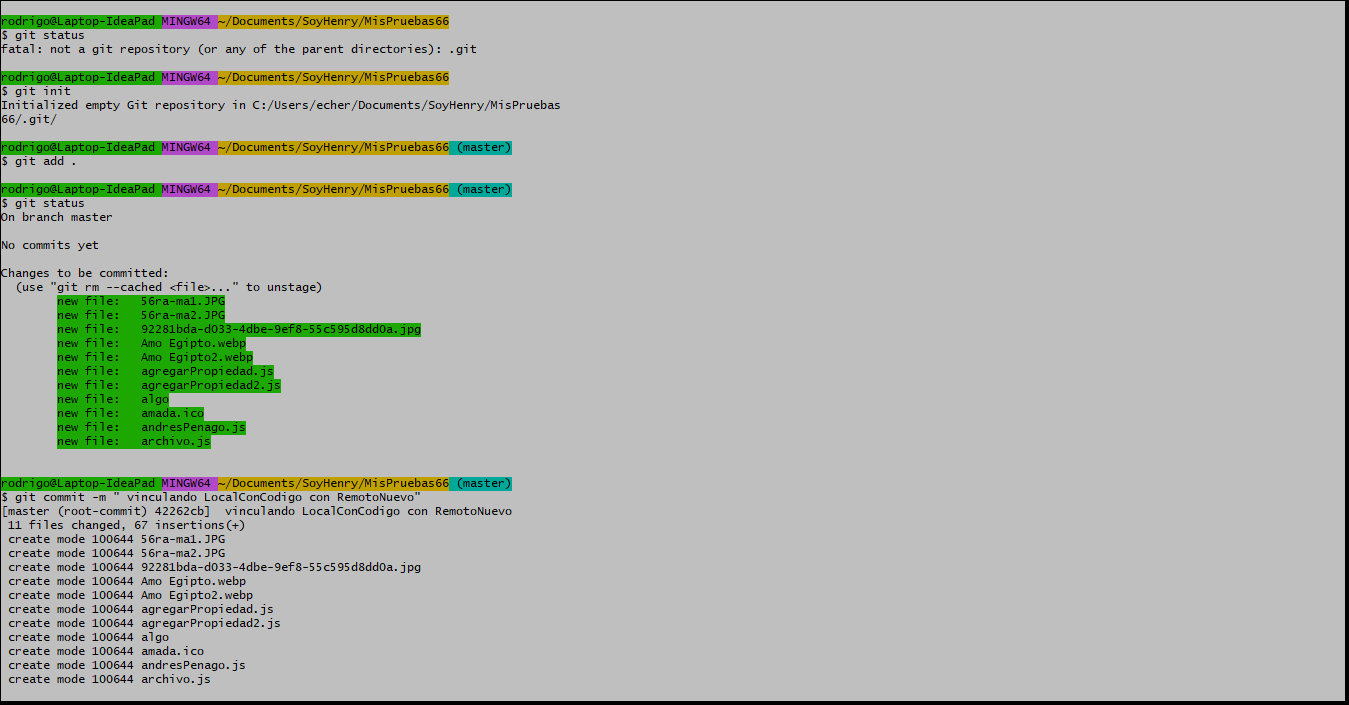 rodrigo@Laptop-IdeaPad MINGW64 ~/Documents/SoyHenry/MisPruebas66
$ git status
fatal: not a git repository (or any of the parent directories): .git
rodrigo@Laptop-IdeaPad MINGW64 ~/Documents/SoyHenry/MisPruebas66
$ git init
Initialized empty Git repository in C:/Users/echer/Documents/SoyHenry/MisPruebas
66/.git/
rodrigo@Laptop-IdeaPad MINGW64 ~/Documents/SoyHenry/MisPruebas66 (master)
$ git add .
rodrigo@Laptop-IdeaPad MINGW64 ~/Documents/SoyHenry/MisPruebas66 (master)
$ git status
On branch master
No commits yet
Changes to be committed:
  (use "git rm --cached <file>..." to unstage)
        new file:   56ra-ma1.JPG
        new file:   56ra-ma2.JPG
        new file:   92281bda-d033-4dbe-9ef8-55c595d8dd0a.jpg
        new file:   Amo Egipto.webp
        new file:   Amo Egipto2.webp
        new file:   agregarPropiedad.js
        new file:   agregarPropiedad2.js
        new file:   algo
        new file:   amada.ico
        new file:   andresPenago.js
        new file:   archivo.js
rodrigo@Laptop-IdeaPad MINGW64 ~/Documents/SoyHenry/MisPruebas66 (master)
$ git commit -m " vinculando LocalConCodigo con RemotoNuevo"
[master (root-commit) 42262cb]  vinculando LocalConCodigo con RemotoNuevo
 11 files changed, 67 insertions(+)
 create mode 100644 56ra-ma1.JPG
 create mode 100644 56ra-ma2.JPG
 create mode 100644 92281bda-d033-4dbe-9ef8-55c595d8dd0a.jpg
 create mode 100644 Amo Egipto.webp
 create mode 100644 Amo Egipto2.webp
 create mode 100644 agregarPropiedad.js
 create mode 100644 agregarPropiedad2.js
 create mode 100644 algo
 create mode 100644 amada.ico
 create mode 100644 andresPenago.js
 create mode 100644 archivo.js